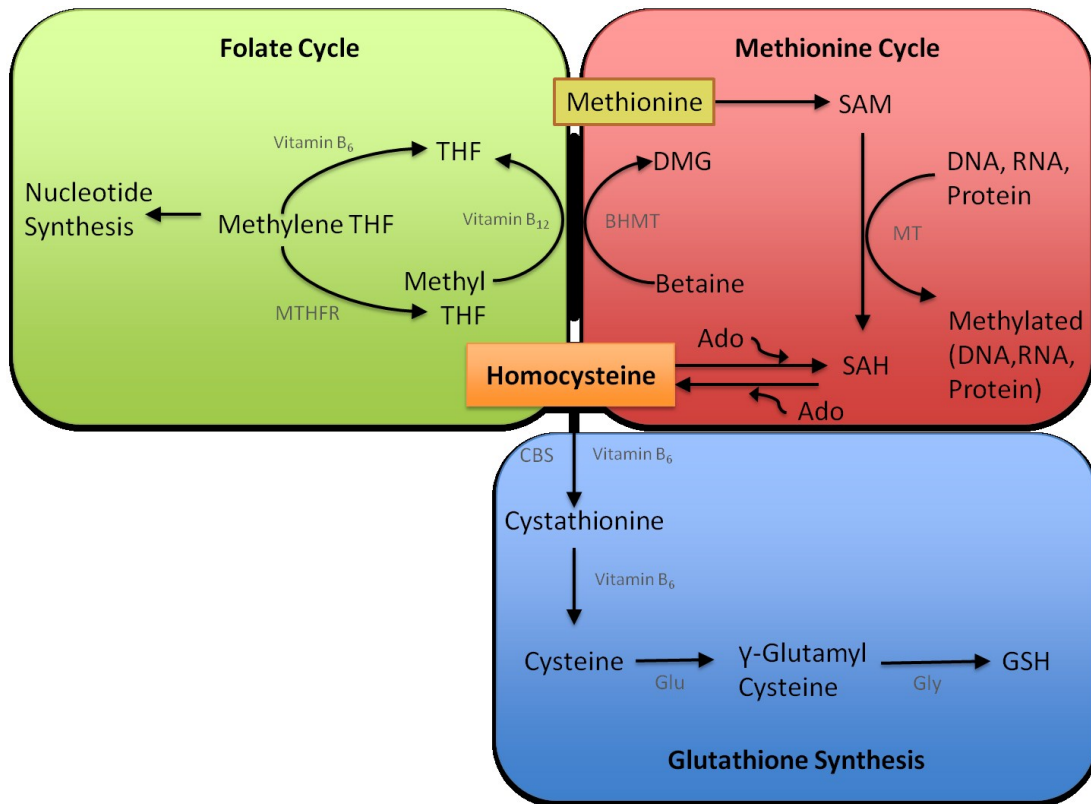 Folate Cycle
Vitamin B₆
THF
Nucleotide
Synthesis
Methylene THF
Vitamin B₁₂
Methyl
THF
MTHFR
Methionine Cycle
Methionine
SAM
DMG
BHMT
Betaine
DNA, RNA,
Protein
MT
Methylated
(DNA,RNA,
Protein)
Ado
SAH
Ado
Homocysteine
CBS
Vitamin B₆
Cystathionine
Vitamin B₆
Cysteine
Glu
γ-Glutamyl
Cysteine
Gly
GSH
Glutathione Synthesis